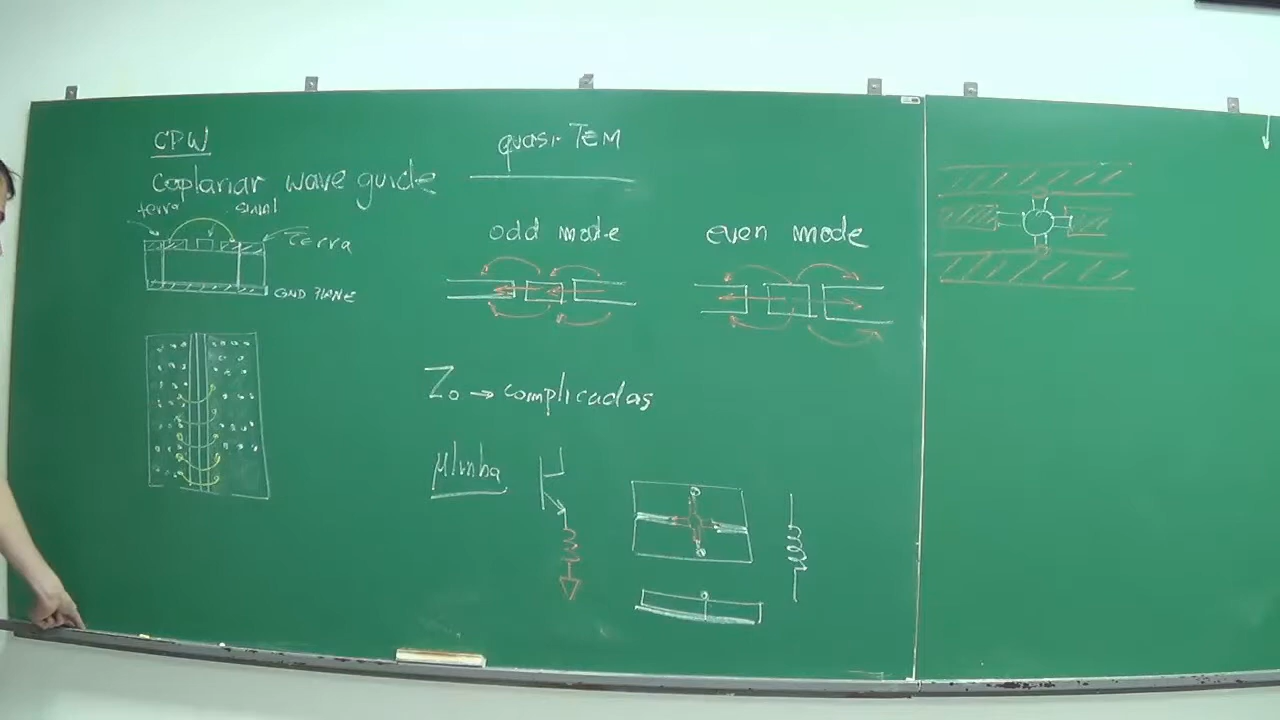 CPW
Coplanar wave guide
terra
sinal
Terra
GND PLANE
quasi-TEM
odd mode
even mode
Z₀ → complicadas
μlinha